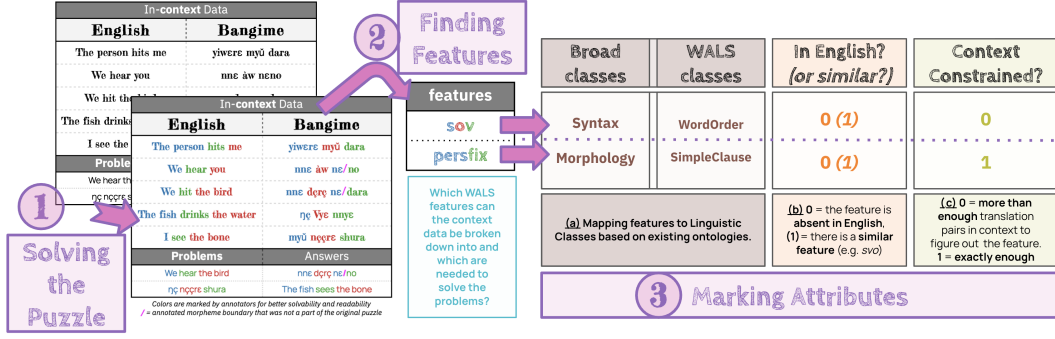 In-context Data
English Bangime
The person hits me yiwɛrɛ myũ dara
We hear you nnɛ àw nɛno
We hit the
The fish drinks
I see the
Proble
We hear th
In-context Data
English Bangime
The person hits me yiwɛrɛ myũ dara
We hear you nnɛ àw nɛ/no
We hit the bird nnɛ dɛrɛ nɛ/dara
The fish drinks the water ŋɛ Vyɛ nnyɛ
I see the bone myũ nɛɛrɛ shura
Problems Answers
We hear the bird nnɛ dɛrɛ nɛ/no
ŋɛ nɛɛrɛ shura The fish sees the bone
Colors are marked by annotators for better solvability and readability
/ = annotated morpheme boundary that was not a part of the original puzzle
1
Solving
the
Puzzle
2
Finding
Features
features
sov
persfix
Which WALS
features can
the context
data be broken
down into and
which are
needed to
solve the
problems?
Broad
classes
WALS
classes
In English?
(or similar?)
Context
Constrained?
Syntax WordOrder 0 (1) 0
Morphology SimpleClause 0 (1) 1
(a) Mapping features to Linguistic
Classes based on existing ontologies.
(b) 0 = the feature is
absent in English,
(1) = there is a similar
feature (e.g. svo)
(c) 0 = more than
enough translation
pairs in context to
figure out the feature.
1 = exactly enough
3 Marking Attributes